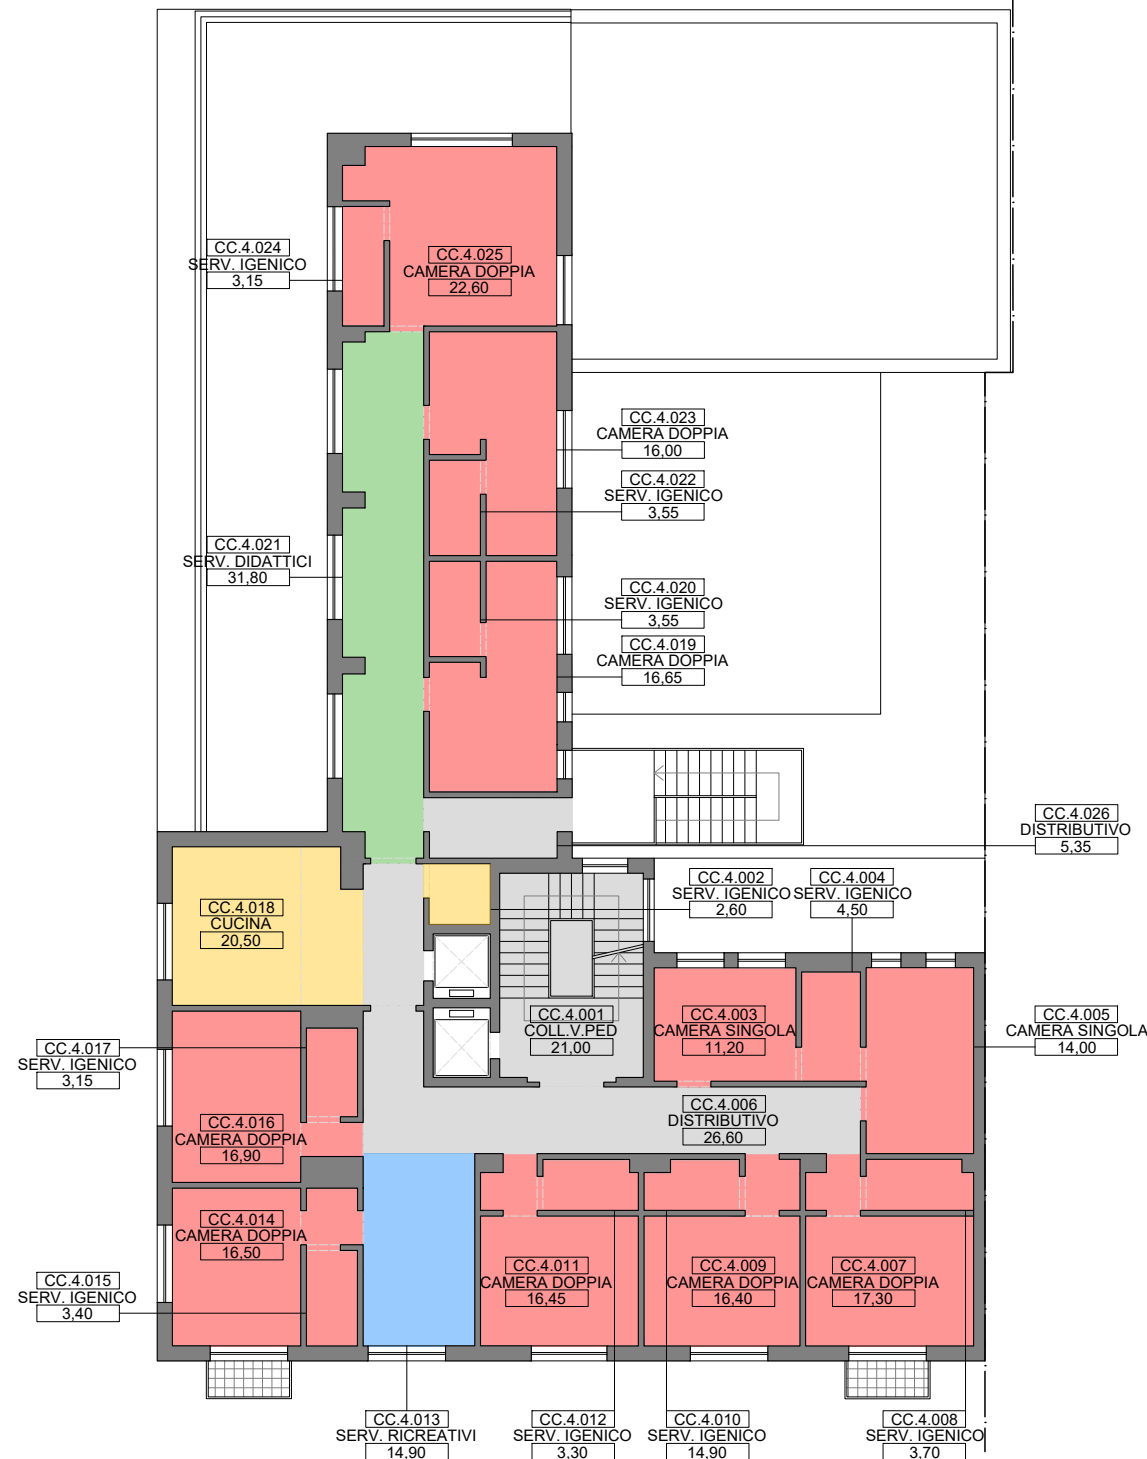 CC.4.024
SERV. IGENICO
3,15
CC.4.025
CAMERA DOPPIA
22,60
CC.4.023
CAMERA DOPPIA
16,00
CC.4.022
SERV. IGENICO
3,55
CC.4.021
SERV. DIDATTICI
31,80
CC.4.020
SERV. IGENICO
3,55
CC.4.019
CAMERA DOPPIA
16,65
CC.4.026
DISTRIBUTIVO
5,35
CC.4.002
SERV. IGENICO
2,60
CC.4.004
SERV. IGENICO
4,50
CC.4.018
CUCINA
20,50
CC.4.001
COLL.V.PED
21,00
CC.4.003
CAMERA SINGOLA
11,20
CC.4.005
CAMERA SINGOLA
14,00
CC.4.017
SERV. IGENICO
3,15
CC.4.006
DISTRIBUTIVO
26,60
CC.4.016
CAMERA DOPPIA
16,90
CC.4.014
CAMERA DOPPIA
16,50
CC.4.015
SERV. IGENICO
3,40
CC.4.011
CAMERA DOPPIA
16,45
CC.4.009
CAMERA DOPPIA
16,40
CC.4.007
CAMERA DOPPIA
17,30
CC.4.013
SERV. RICREATIVI
14,90
CC.4.012
SERV. IGENICO
3,30
CC.4.010
SERV. IGENICO
14,90
CC.4.008
SERV. IGENICO
3,70